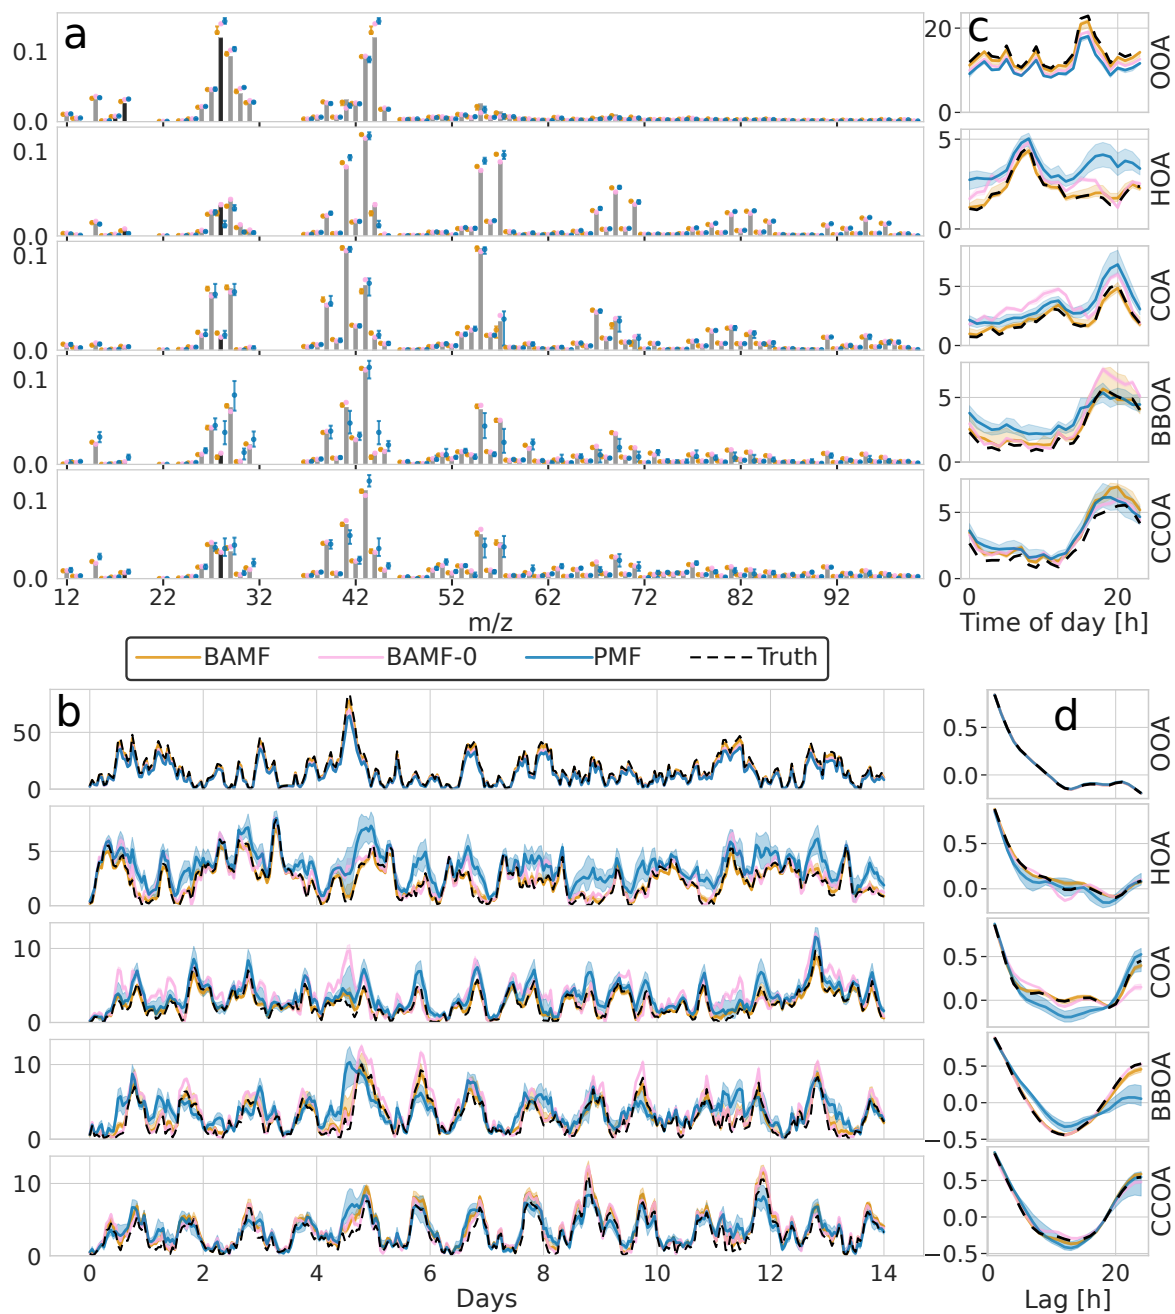 a
0.1
0.0
0.1
0.0
0.1
0.0
0.1
0.0
0.1
0.0
12 22 32 42 52 62 72 82 92
m/z
c
20
0
OOA
5
0
HOA
5
0
COA
5
0
BBOA
5
0
CCOA
0 20
Time of day [h]
BAMF BAMF-0 PMF Truth
b
50
0
5
0
10
0
10
0
10
0
0 2 4 6 8 10 12 14
Days
d
0.5
0.0
OOA
0.5
0.0
HOA
0.5
0.0
COA
0.5
0.0
−0.5
BBOA
0.5
0.0
−0.5
CCOA
0 20
Lag [h]